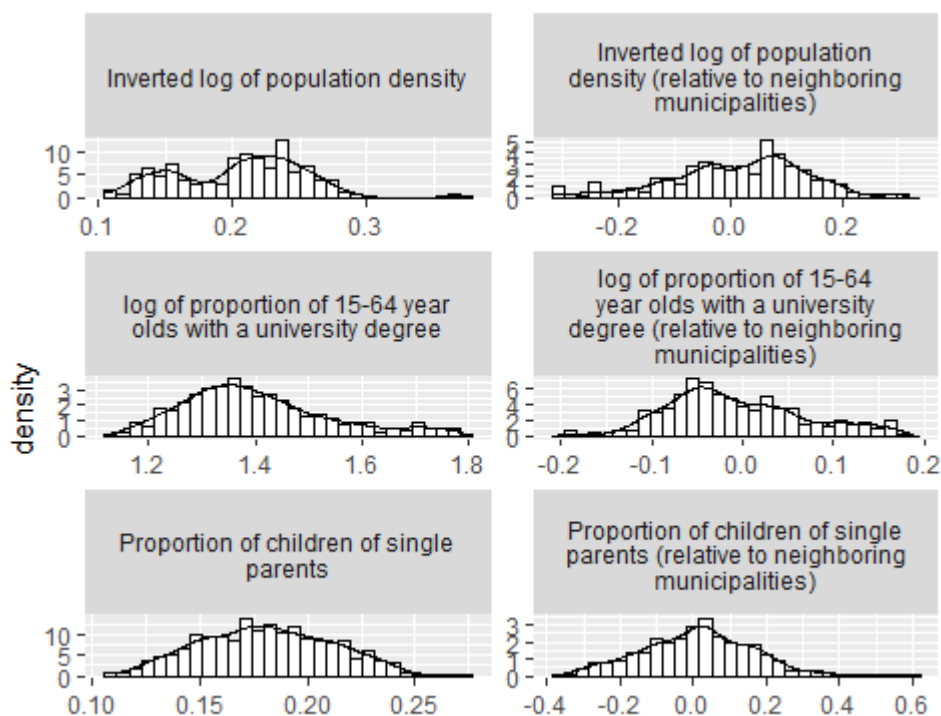 Inverted log of population density
Inverted log of population
density (relative to neighboring
municipalities)
10
5
0
0.1 0.2 0.3
5
4
3
2
1
0
-0.2 0.0 0.2
log of proportion of 15-64 year
olds with a university degree
log of proportion of 15-64
year olds with a university
degree (relative to neighboring
municipalities)
density
3
2
1
0
1.2 1.4 1.6 1.8
6
4
2
0
-0.2 -0.1 0.0 0.1 0.2
Proportion of children of single
parents
Proportion of children of single
parents (relative to neighboring
municipalities)
10
5
0
0.10 0.15 0.20 0.25
3
2
1
0
-0.4 -0.2 0.0 0.2 0.4 0.6